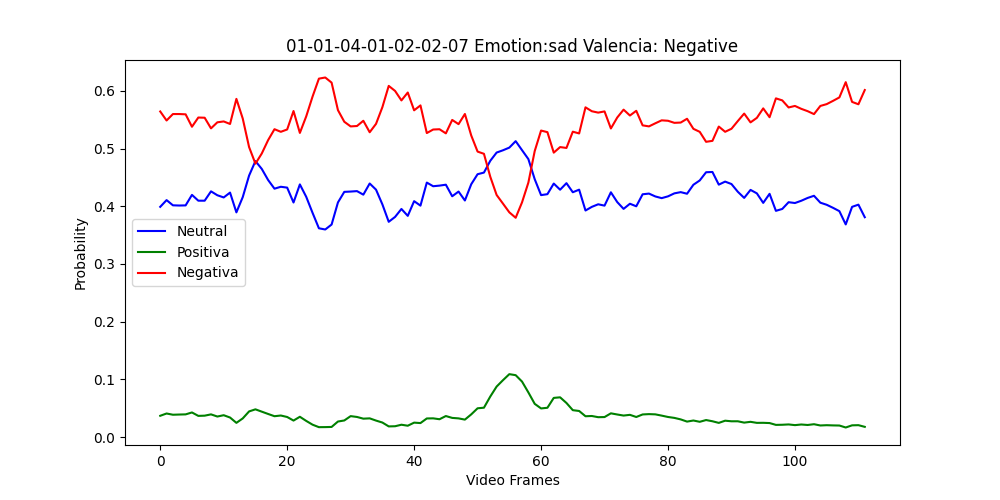 01-01-04-01-02-02-07 Emotion:sad Valencia: Negative
0.6
0.5
0.4
0.3
0.2
0.1
0.0
Probability
Neutral
Positiva
Negativa
0 20 40 60 80 100
Video Frames